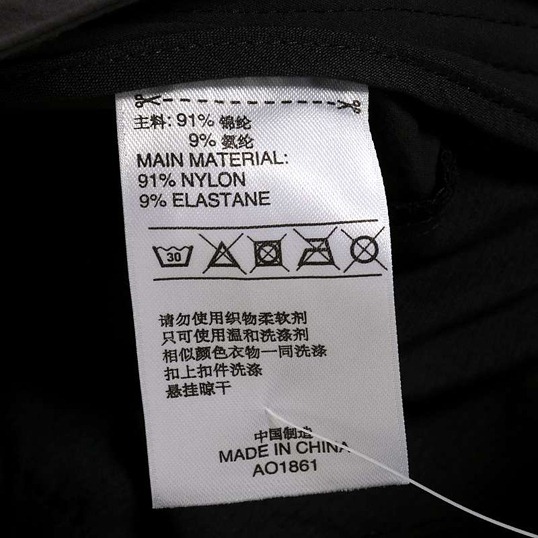 主料: 91% 锦纶
9% 氨纶
MAIN MATERIAL:
91% NYLON
9% ELASTANE
30
请勿使用织物柔软剂
只可使用温和洗涤剂
相似颜色衣物一同洗涤
扣上扣件洗涤
悬挂晾干
中国制造
MADE IN CHINA
AO1861